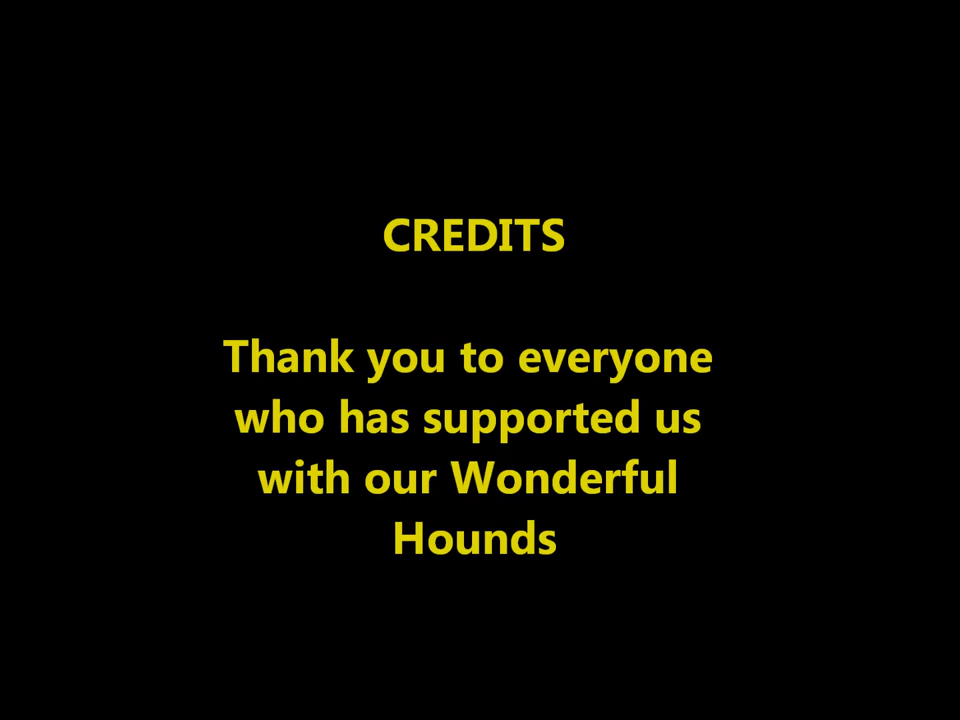 CREDITS
Thank you to everyone
who has supported us
with our Wonderful
Hounds